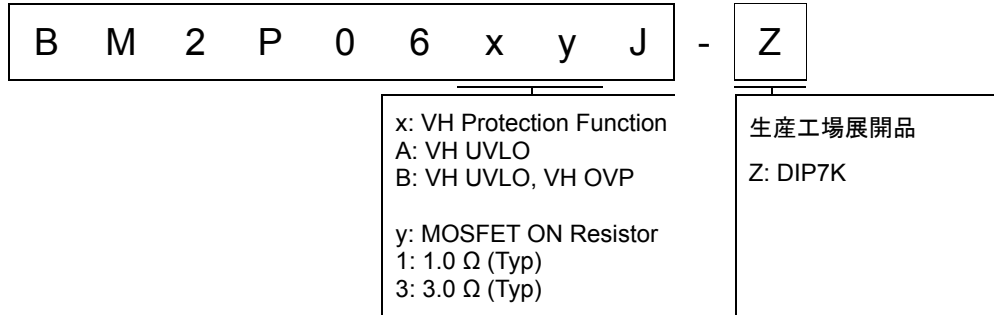 B M 2 P 0 6 x y J - Z
x: VH Protection Function
A: VH UVLO
B: VH UVLO, VH OVP
y: MOSFET ON Resistor
1: 1.0 Ω (Typ)
3: 3.0 Ω (Typ)
生産工場展開品
Z: DIP7K